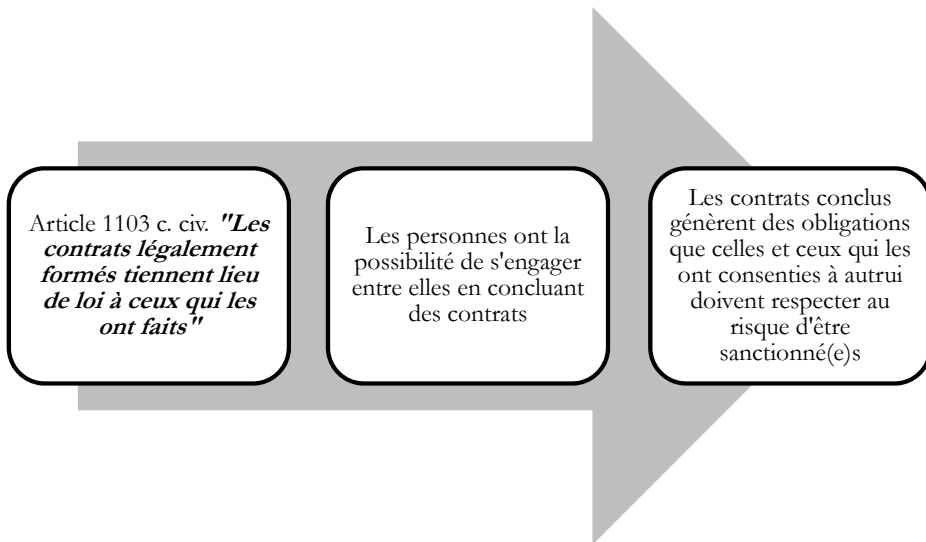 Article 1103 c. civ. "Les
contrats légalement
formés tiennent lieu
de loi à ceux qui les
ont faits"
Les personnes ont la
possibilité de s'engager
entre elles en concluant
des contrats
Les contrats conclus
génèrent des obligations
que celles et ceux qui les
ont consenties à autrui
doivent respecter au
risque d'être
sanctionné(e)s